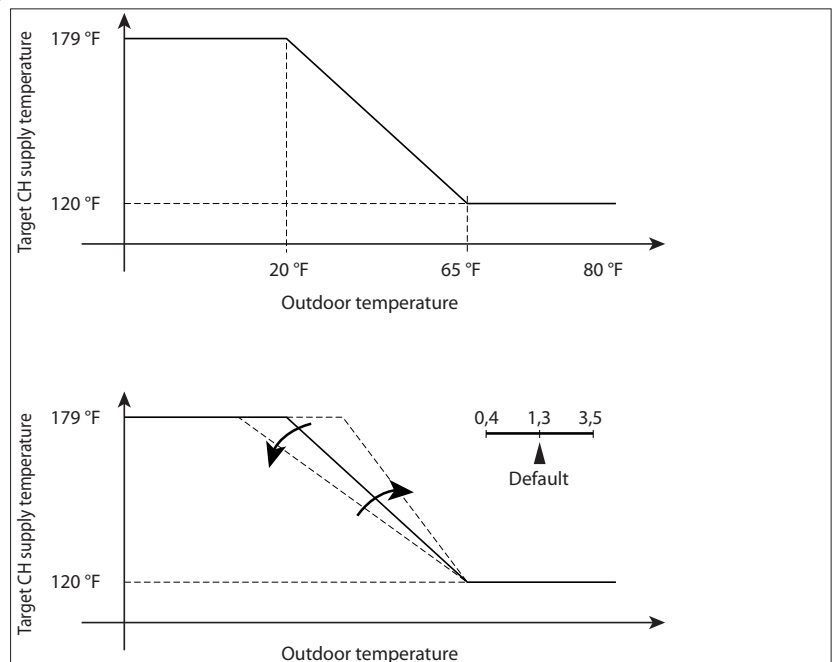 Target CH supply temperature
179 °F
120 °F
20 °F 65 °F 80 °F
Outdoor temperature
Target CH supply temperature
179 °F
120 °F
0,4 1,3 3,5
Default
Outdoor temperature